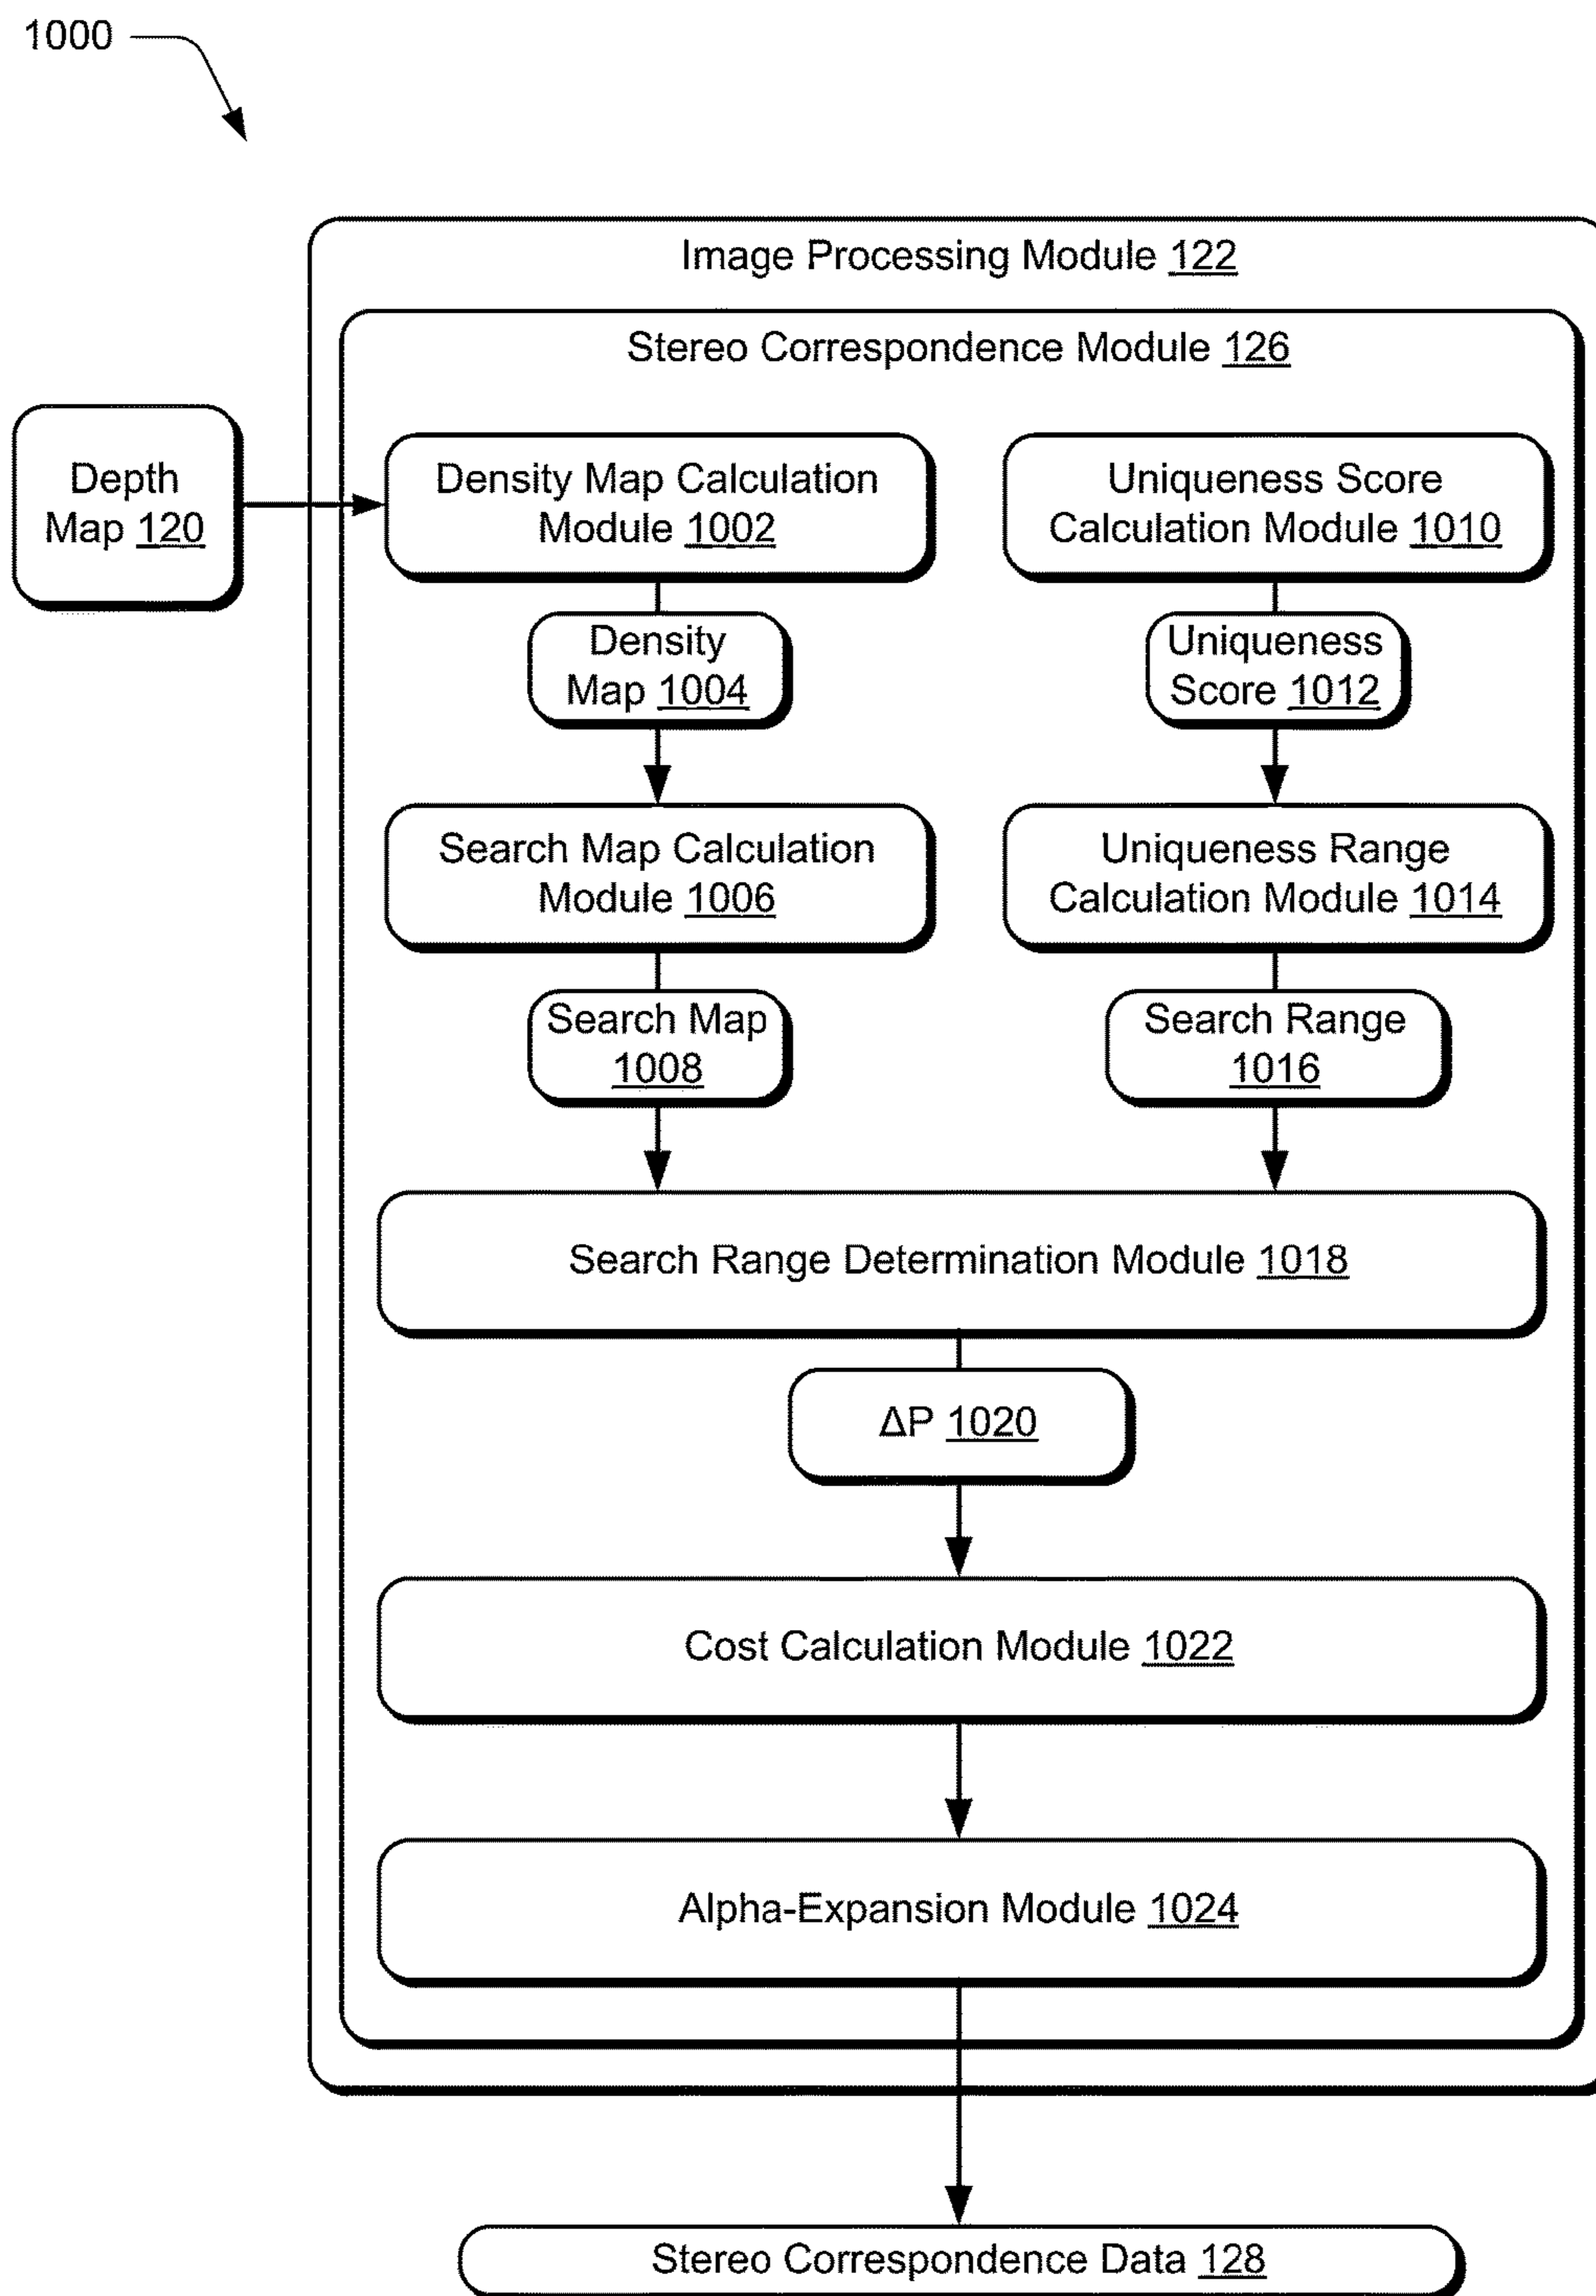 1000
Image Processing Module 122
Stereo Correspondence Module 126
Depth
Map 120
Density Map Calculation
Module 1002
Uniqueness Score
Calculation Module 1010
Density
Map 1004
Uniqueness
Score 1012
Search Map Calculation
Module 1006
Uniqueness Range
Calculation Module 1014
Search Map
1008
Search Range
1016
Search Range Determination Module 1018
ΔP 1020
Cost Calculation Module 1022
Alpha-Expansion Module 1024
Stereo Correspondence Data 128